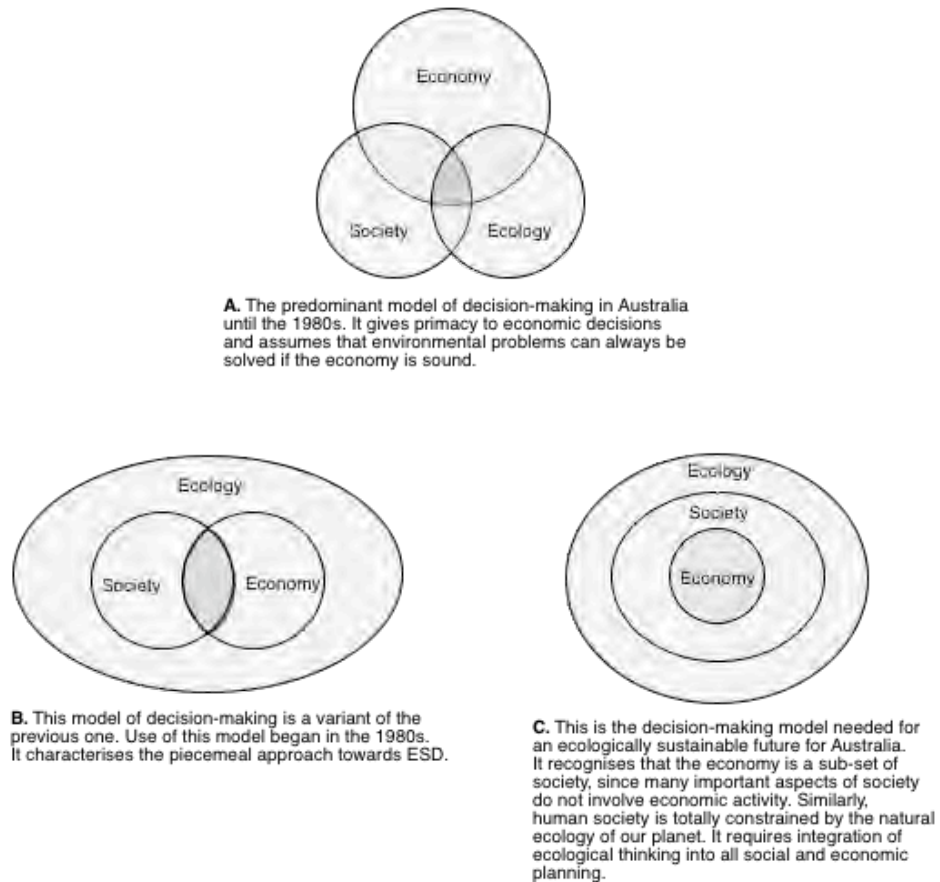 Economy
Society
Ecology
A. The predominant model of decision-making in Australia
until the 1980s. It gives primacy to economic decisions
and assumes that environmental problems can always be
solved if the economy is sound.
Ecology
Society
Economy
B. This model of decision-making is a variant of the
previous one. Use of this model began in the 1980s.
It characterises the piecemeal approach towards ESD.
Ecology
Society
Economy
C. This is the decision-making model needed for
an ecologically sustainable future for Australia.
It recognises that the economy is a sub-set of
society, since many important aspects of society
do not involve economic activity. Similarly,
human society is totally constrained by the natural
ecology of our planet. It requires integration of
ecological thinking into all social and economic
planning.